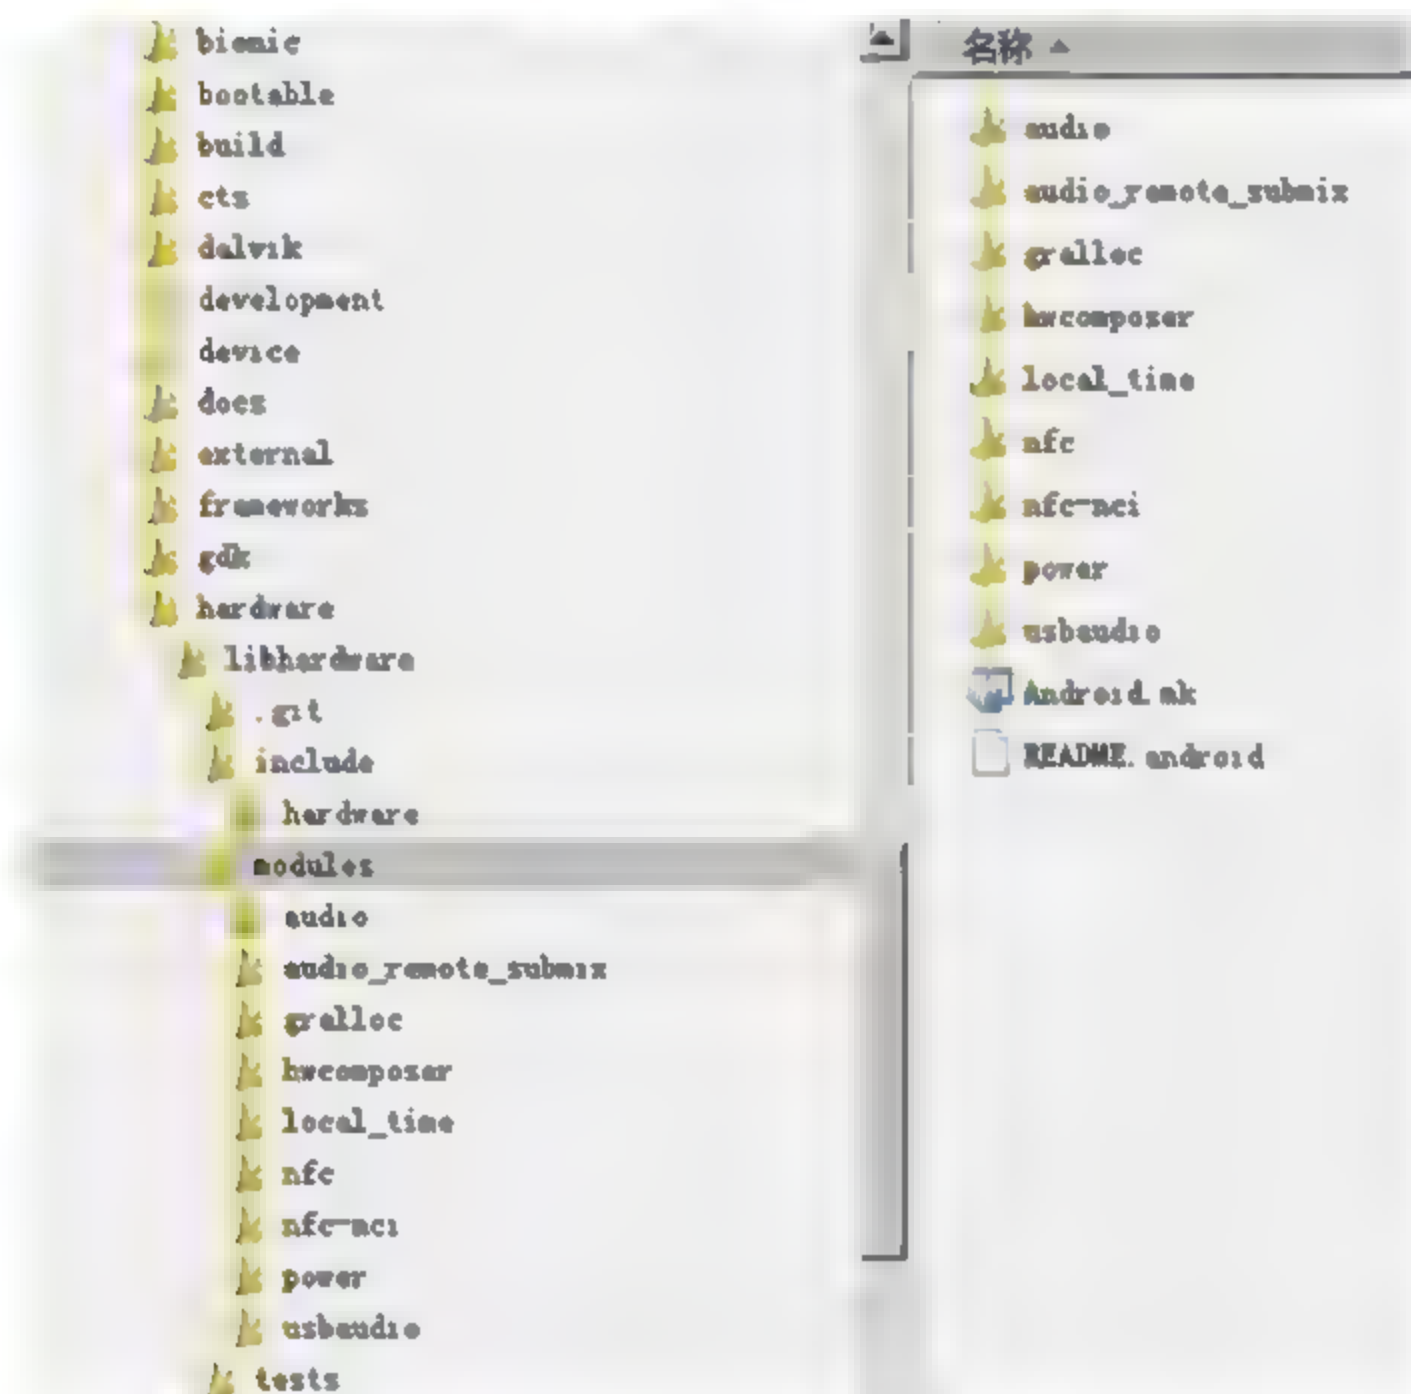 bionic
bootable
build
cts
dalvik
development
device
docs
external
frameworks
gdk
hardware
libhardware
.git
include
hardware
modules
audio
audio_remote_submix
gralloc
hwcomposer
local_time
nfc
nfc-nci
power
usbaudio
tests
名称
audio
audio_remote_submix
gralloc
hwcomposer
local_time
nfc
nfc-nci
power
usbaudio
Android.mk
README.android